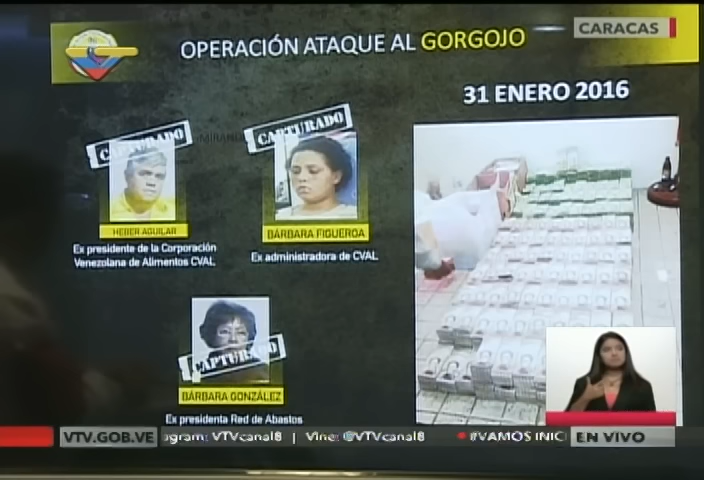 CARACAS
OPERACIÓN ATAQUE AL GORGOJO
31 ENERO 2016
CAPTURADO
CAPTURADO
HEBER AGUILAR
BÁRBARA FIGUEROA
Ex presidente de la Corporación
Venezolana de Alimentos CVAL
Ex administradora de CVAL
CAPTURADO
BÁRBARA GONZÁLEZ
Ex presidenta Red de Abastos
VTV.GOB.VE
gram: VTVcanal8 | Vine: @VTVcanal8 #VAMOS INIC
EN VIVO